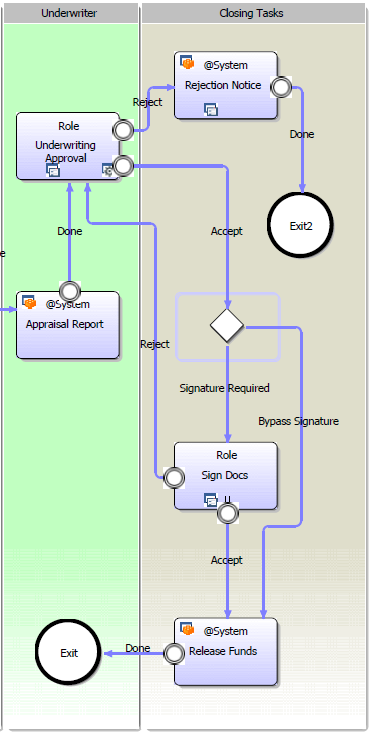 Underwriter
Closing Tasks
@System
Rejection Notice
Reject
Role
Underwriting
Approval
Done
Exit2
Done
Accept
e
@System
Appraisal Report
Reject
Signature Required
Bypass Signature
Role
Sign Docs
Accept
@System
Release Funds
Done
Exit